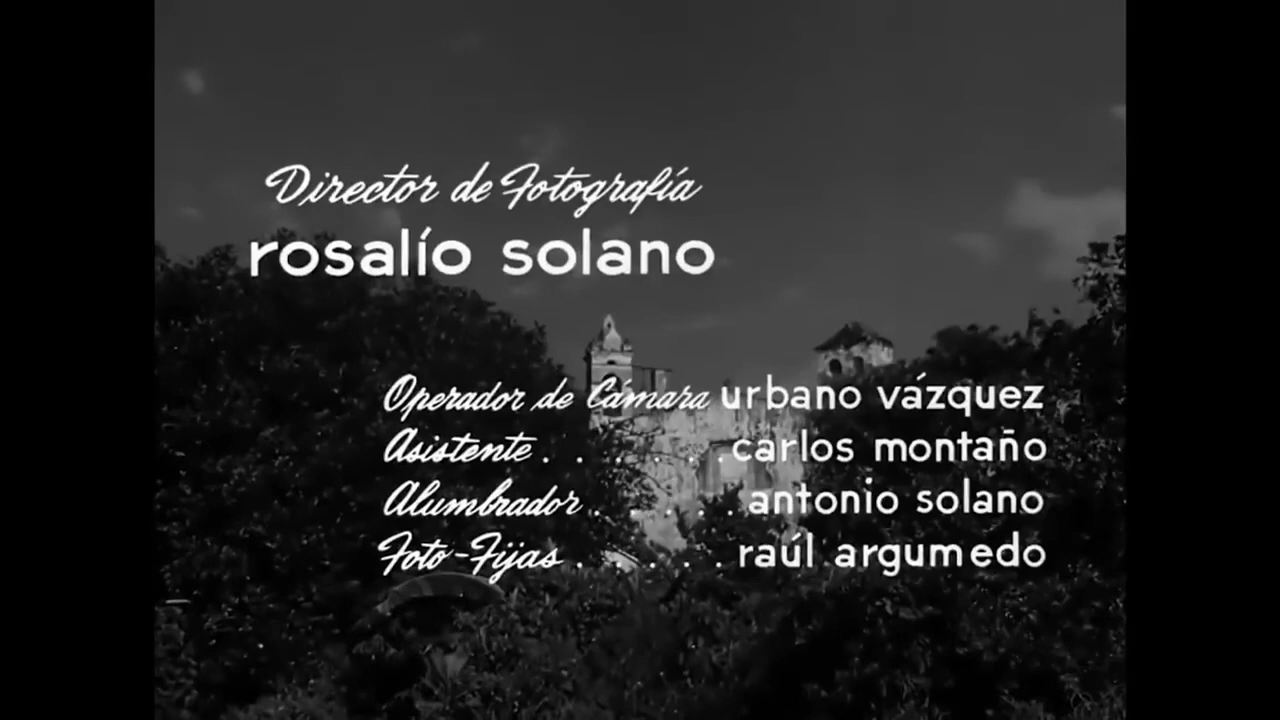 Director de Fotografía
rosalío solano
Operador de Cámara urbano vázquez
Asistente . . . . . . carlos montaño
Alumbrador . . . . . antonio solano
Foto-Fijas . . . . . raúl argumedo